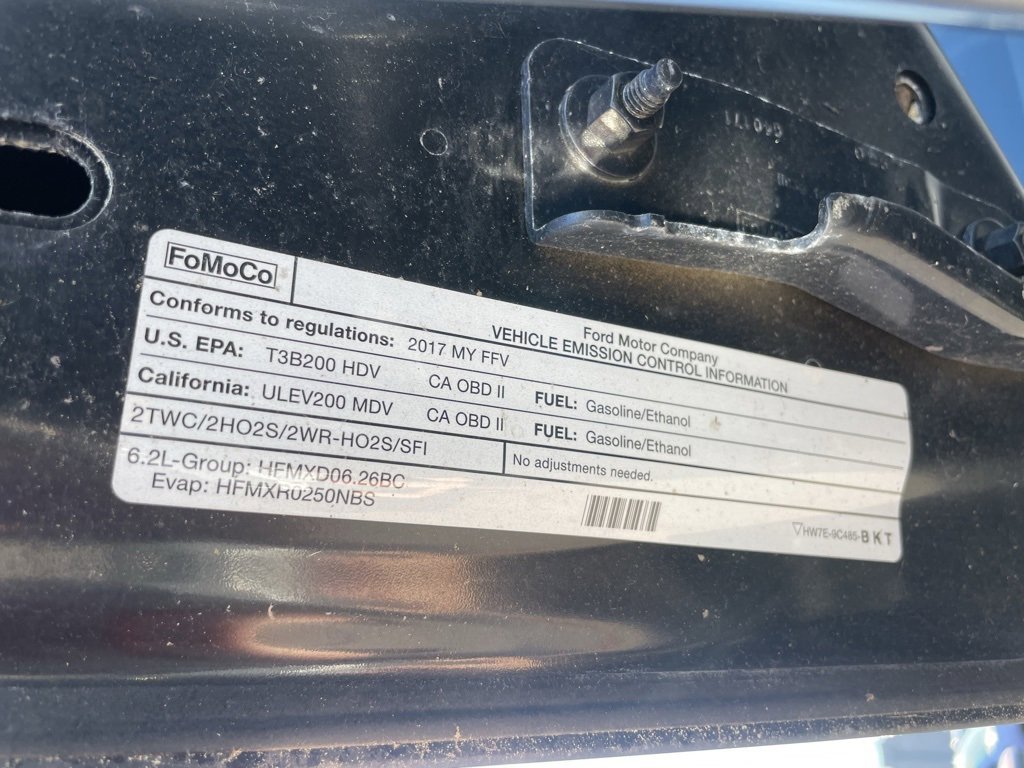 FoMoCo
Ford Motor Company
VEHICLE EMISSION CONTROL INFORMATION
Conforms to regulations: 2017 MY FFV
U.S. EPA: T3B200 HDV CA OBD II FUEL: Gasoline/Ethanol
California: ULEV200 MDV CA OBD II FUEL: Gasoline/Ethanol
2TWC/2HO2S/2WR-HO2S/SFI
No adjustments needed.
6.2L-Group: HFMXD06.26BC
Evap: HFMXR0250NBS
HW7E-9C485-BKT